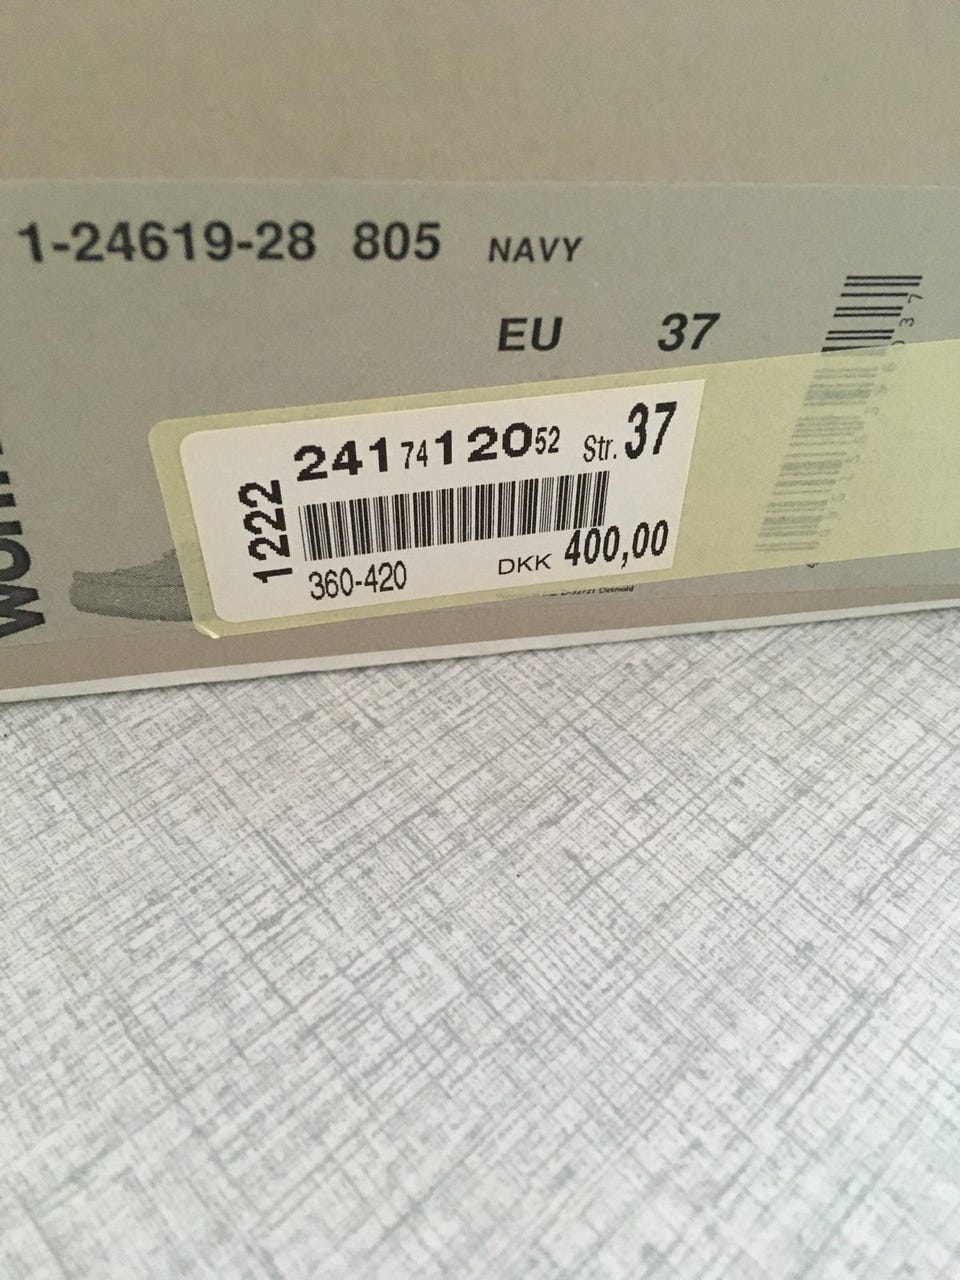 1-24619-28 805 NAVY
EU 37
241 74 120 52 Str. 37
1222
360-420 DKK 400,00
Detmold